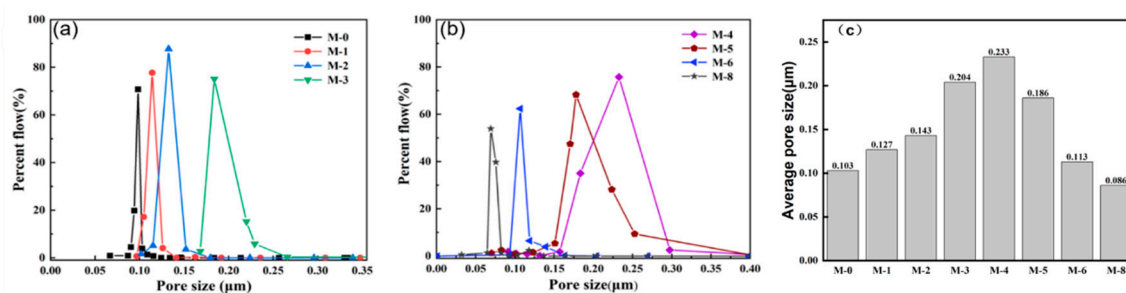 (a)
M-0
M-1
M-2
M-3
Percent flow(%)
100
80
60
40
20
0
0.00 0.05 0.10 0.15 0.20 0.25 0.30 0.35
Pore size (μm)
(b)
M-4
M-5
M-6
M-8
Percent flow(%)
100
80
60
40
20
0
0.00 0.05 0.10 0.15 0.20 0.25 0.30 0.35 0.40
Pore size(μm)
(c)
Average pore size(μm)
0.25
0.20
0.15
0.10
0.05
0.00
0.103
0.127
0.143
0.204
0.233
0.186
0.113
0.086
M-0 M-1 M-2 M-3 M-4 M-5 M-6 M-8